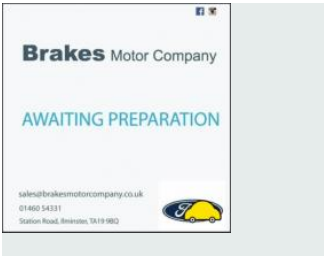 Brakes Motor Company
AWAITING PREPARATION
sales@brakesmotorcompany.co.uk
01460 54331
Station Road, Ilminster, TA19 9BQ